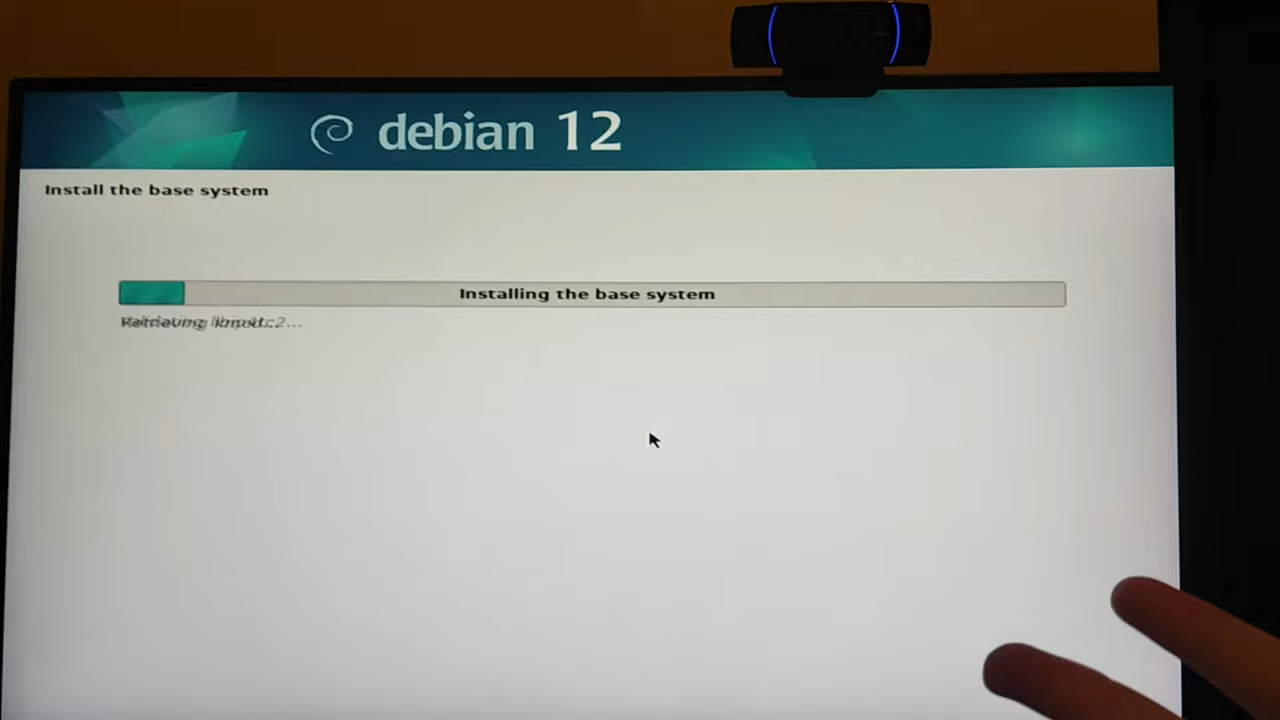 debian 12
Install the base system
Installing the base system